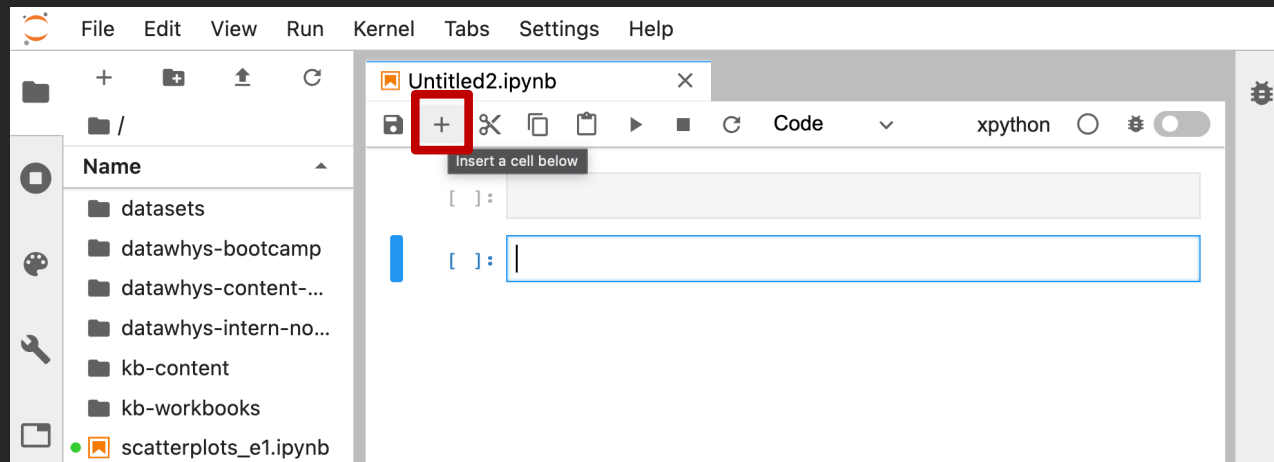 File Edit View Run Kernel Tabs Settings Help
Untitled2.ipynb
/
Code xpython
Name
Insert a cell below
[ ]:
datasets
datawhys-bootcamp
[ ]:
datawhys-content-...
datawhys-intern-no...
kb-content
kb-workbooks
scatterplots_e1.ipynb